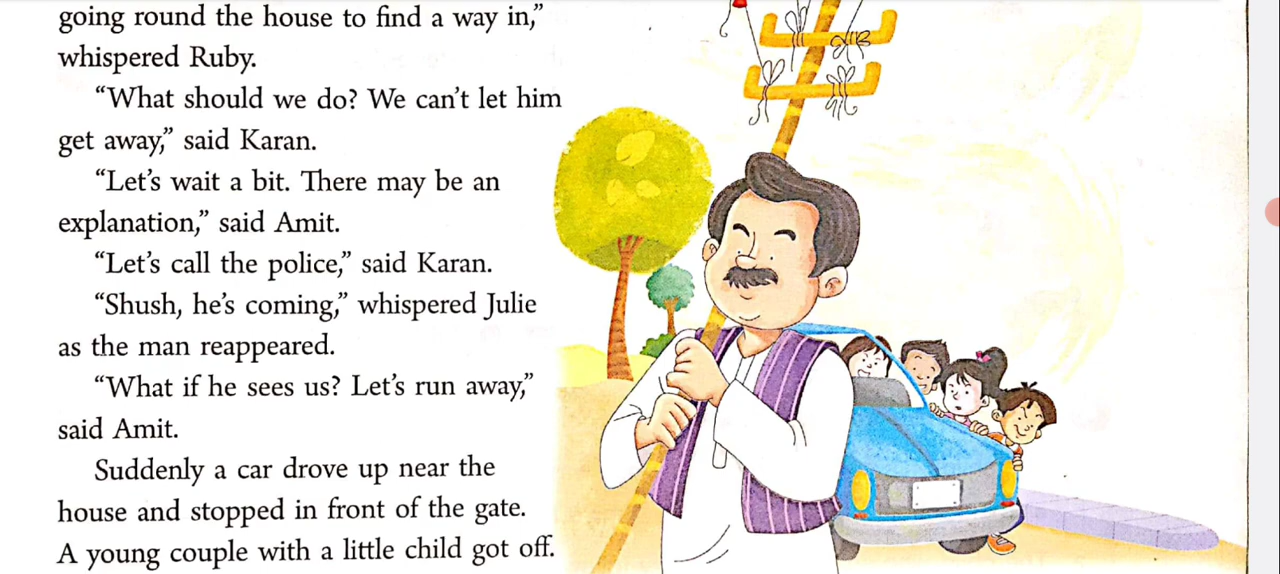 going round the house to find a way in,”
whispered Ruby.
“What should we do? We can’t let him
get away,” said Karan.
“Let’s wait a bit. There may be an
explanation,” said Amit.
“Let’s call the police,” said Karan.
“Shush, he’s coming,” whispered Julie
as the man reappeared.
“What if he sees us? Let’s run away,”
said Amit.
Suddenly a car drove up near the
house and stopped in front of the gate.
A young couple with a little child got off.